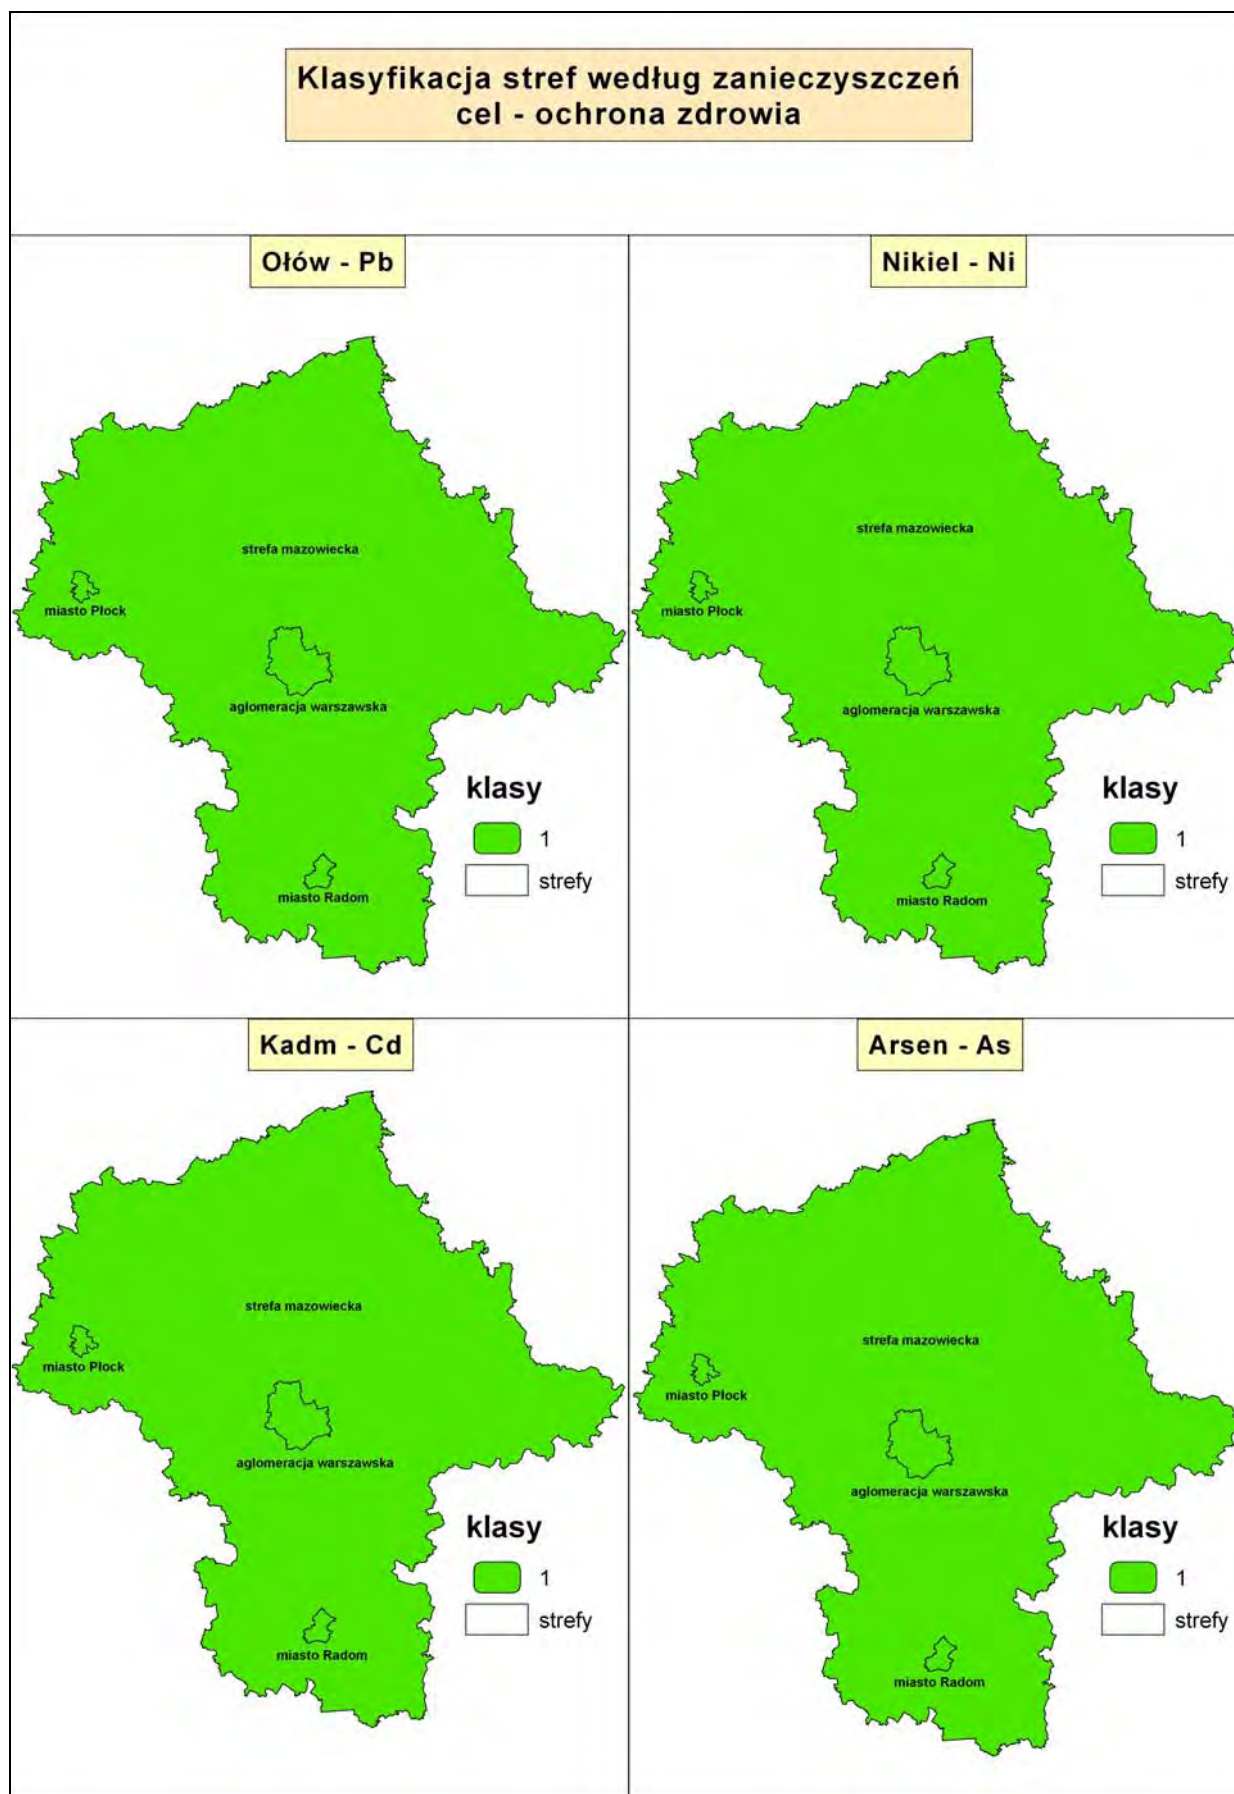 Klasyfikacja stref według zanieczyszczeń
cel - ochrona zdrowia
Ołów - Pb
strefa mazowiecka
miasto Płock
aglomeracja warszawska
klasy
1
strefy
miasto Radom
Nikiel - Ni
strefa mazowiecka
miasto Płock
aglomeracja warszawska
klasy
1
strefy
miasto Radom
Kadm - Cd
strefa mazowiecka
miasto Płock
aglomeracja warszawska
klasy
1
strefy
miasto Radom
Arsen - As
strefa mazowiecka
miasto Płock
aglomeracja warszawska
klasy
1
strefy
miasto Radom